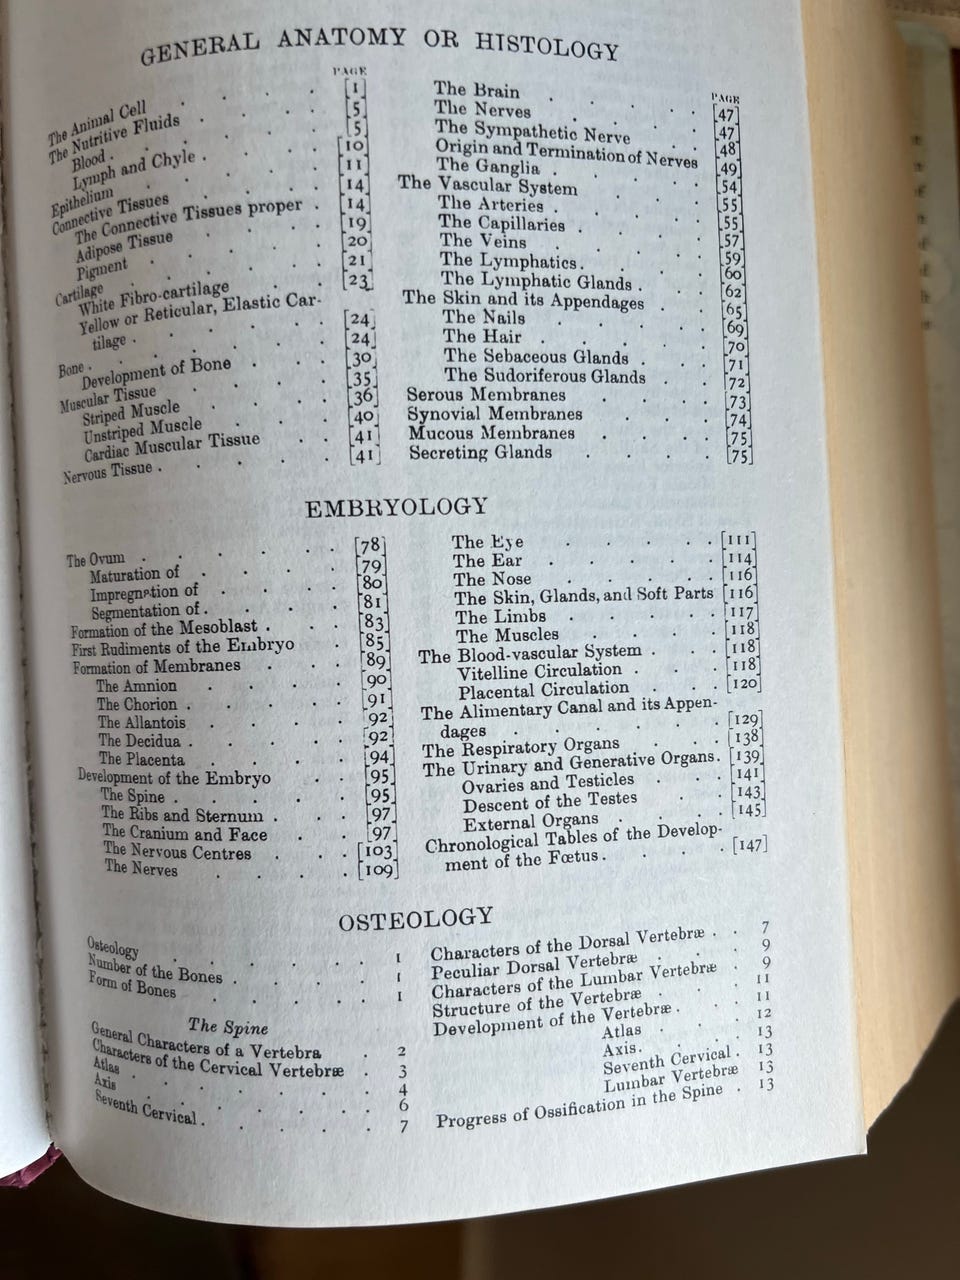 GENERAL ANATOMY OR HISTOLOGY
PAGE
The Animal Cell . . . . [1]
The Nutritive Fluids . . . . [5]
Blood . . . . . [5]
Lymph and Chyle . . . . [10]
Epithelium . . . . . [11]
Connective Tissues . . . . [14]
The Connective Tissues proper . [14]
Adipose Tissue . . . . [19]
Pigment . . . . . [20]
Cartilage . . . . . [21]
White Fibro-cartilage . . [23]
Yellow or Reticular, Elastic Car-
tilage . . . . . [24]
Bone . . . . . . [24]
Development of Bone . . . [30]
Muscular Tissue . . . . [35]
Striped Muscle . . . . [36]
Unstriped Muscle . . . . [40]
Cardiac Muscular Tissue . . [41]
Nervous Tissue . . . . . [41]
PAGE
The Brain . . . . [47]
The Nerves . . . . [47]
The Sympathetic Nerve . . [48]
Origin and Termination of Nerves [49]
The Ganglia . . . . . [54]
The Vascular System . . . [55]
The Arteries . . . . . [55]
The Capillaries . . . . [57]
The Veins . . . . [59]
The Lymphatics . . . . [60]
The Lymphatic Glands . . . [62]
The Skin and its Appendages . . [65]
The Nails . . . . [69]
The Hair . . . . . [70]
The Sebaceous Glands . . . [71]
The Sudoriferous Glands . . [72]
Serous Membranes . . . . [73]
Synovial Membranes . . . [74]
Mucous Membranes . . . . [75]
Secreting Glands . . . . [75]
EMBRYOLOGY
The Ovum . . . . . . [78]
Maturation of . . . . [79]
Impregnation of . . . . [80]
Segmentation of . . . . [81]
Formation of the Mesoblast . . . [83]
First Rudiments of the Embryo . [85]
Formation of Membranes . . . [89]
The Amnion . . . . [90]
The Chorion . . . . . [91]
The Allantois . . . . [92]
The Decidua . . . . . [92]
The Placenta . . . . [94]
Development of the Embryo . . [95]
The Spine . . . . . [95]
The Ribs and Sternum . . . [97]
The Cranium and Face . . [97]
The Nervous Centres . . . [103]
The Nerves . . . . [109]
The Eye . . . . . [111]
The Ear . . . . . [114]
The Nose . . . . . [116]
The Skin, Glands, and Soft Parts [116]
The Limbs . . . . [117]
The Muscles . . . . [118]
The Blood-vascular System . . . [118]
Vitelline Circulation . . . [118]
Placental Circulation . . . [120]
The Alimentary Canal and its Appen-
dages . . . . . . [129]
The Respiratory Organs . . . [138]
The Urinary and Generative Organs . [139]
Ovaries and Testicles . . . [141]
Descent of the Testes . . [143]
External Organs . . . . [145]
Chronological Tables of the Develop-
ment of the Fœtus . . . . [147]
OSTEOLOGY
Osteology . . . . . . 1
Number of the Bones . . . . . 1
Form of Bones . . . . . 1
The Spine
General Characters of a Vertebra . 2
Characters of the Cervical Vertebræ . 3
Atlas . . . . . . 4
Axis . . . . . . 6
Seventh Cervical . . . . . 7
Characters of the Dorsal Vertebræ . . 7
Peculiar Dorsal Vertebræ . . . 9
Characters of the Lumbar Vertebræ . 9
Structure of the Vertebræ . . . 11
Development of the Vertebræ . . . 11
Atlas . . . 12
Axis . . . . 13
Seventh Cervical . 13
Lumbar Vertebræ 13
Progress of Ossification in the Spine . 13